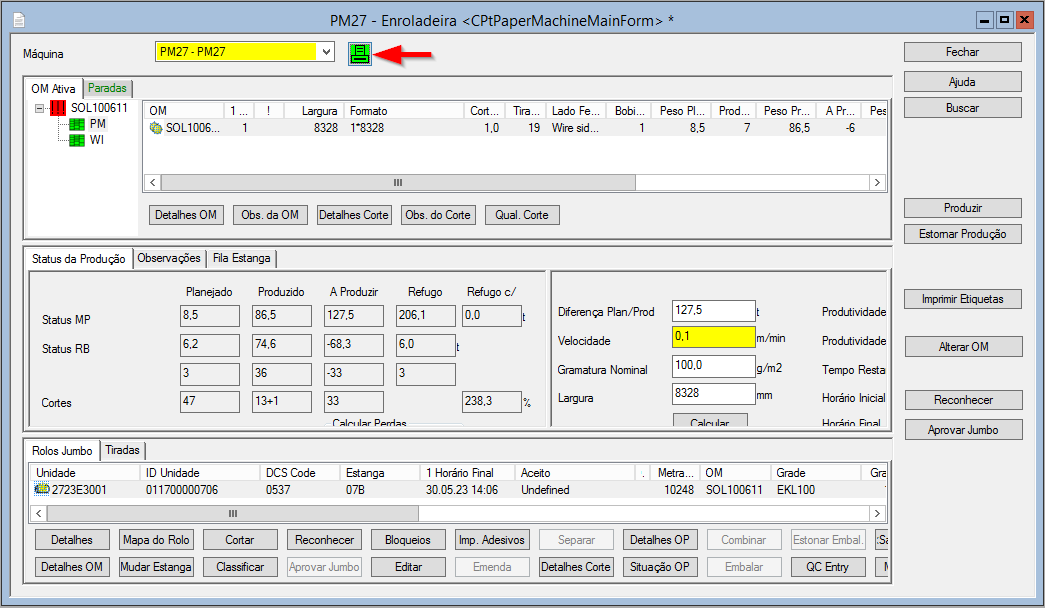 PM27 - Enroladeira <CPtPaperMachineMainForm> *
Máquina
PM27 - PM27
Fechar
Ajuda
Buscar
Produzir
Estornar Produção
Imprimir Etiquetas
Alterar OM
Reconhecer
Aprovar Jumbo
OM Ativa Paradas
SOL100611
PM
WI
OM 1 ... ! Largura Formato Cort... Tira... Lado Fe... Bobi... Peso Pl... Prod... Peso Pr... A Pr... Pes
SOL1006... 1 8328 1*8328 1,0 19 Wire sid... 1 8,5 7 86,5 -6
Detalhes OM Obs. da OM Detalhes Corte Obs. do Corte Qual. Corte
Status da Produção Observações Fila Estanga
Planejado Produzido A Produzir Refugo Refugo c/
Status MP 8,5 86,5 127,5 206,1 0,0 t
Status RB 6,2 74,6 -68,3 6,0 t
3 36 -33 3
Cortes 47 13+1 33 238,3 %
Calcular Perdas
Diferença Plan/Prod 127,5 t Produtividade
Velocidade 0,1 m/min Produtividade
Gramatura Nominal 100,0 g/m2 Tempo Resta
Largura 8328 mm Horário Inicial
Calcular Horário Final
Rolos Jumbo Tiradas
Unidade ID Unidade DCS Code Estanga 1 Horário Final Aceito . Metra... OM Grade Gra
2723E3001 011700000706 0537 07B 30.05.23 14:06 Undefined 10248 SOL100611 EKL100
Detalhes Mapa do Rolo Cortar Reconhecer Bloqueios Imp. Adesivos Separar Detalhes OP Combinar Estonar Embal. :Sa
Detalhes OM Mudar Estanga Classificar Aprovar Jumbo Editar Emenda Detalhes Corte Situação OP Embalar QC Entry